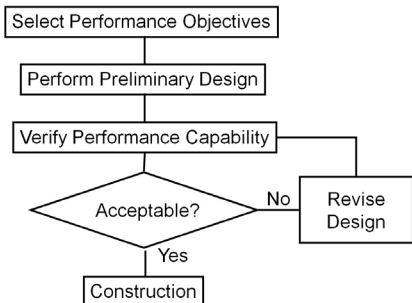 Select Performance Objectives
Perform Preliminary Design
Verify Performance Capability
Acceptable?
No
Revise
Design
Yes
Construction